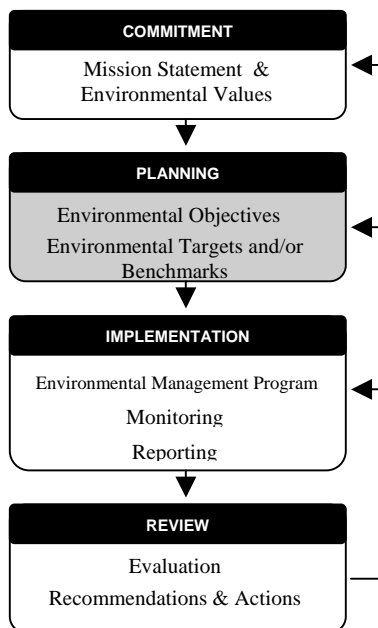 COMMITMENT
Mission Statement &
Environmental Values
PLANNING
Environmental Objectives
Environmental Targets and/or
Benchmarks
IMPLEMENTATION
Environmental Management Program
Monitoring
Reporting
REVIEW
Evaluation
Recommendations & Actions